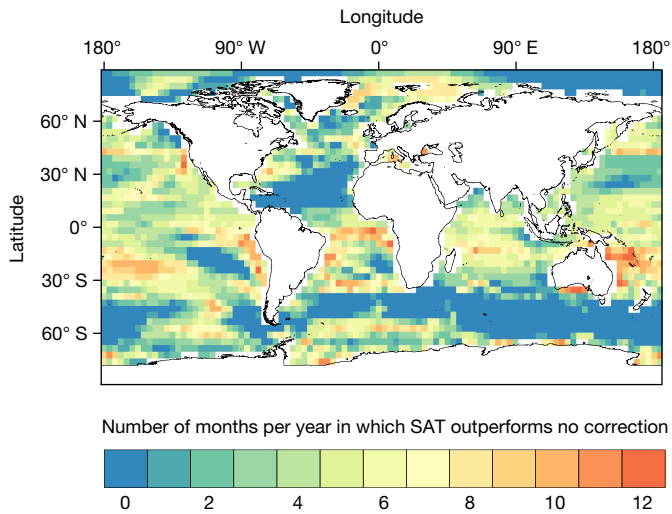 Longitude
180° 90° W 0° 90° E 180°
60° N
30° N
0°
30° S
60° S
Latitude
Number of months per year in which SAT outperforms no correction
0 2 4 6 8 10 12